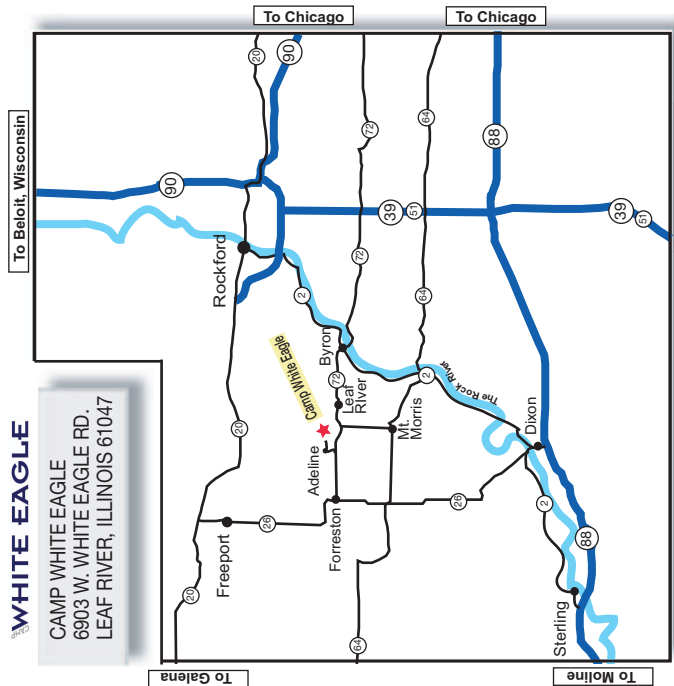 CAMP
WHITE EAGLE
CAMP WHITE EAGLE
6903 W. WHITE EAGLE RD.
LEAF RIVER, ILLINOIS 61047
To Beloit, Wisconsin
To Chicago
To Chicago
To Galena
To Moline
90
90
20
20
20
Rockford
39
51
39
51
72
72
72
64
64
64
88
88
2
2
2
26
26
Camp White Eagle
Byron
Leaf
River
Mt.
Morris
Adeline
Forreston
Freeport
The Rock River
Dixon
Sterling